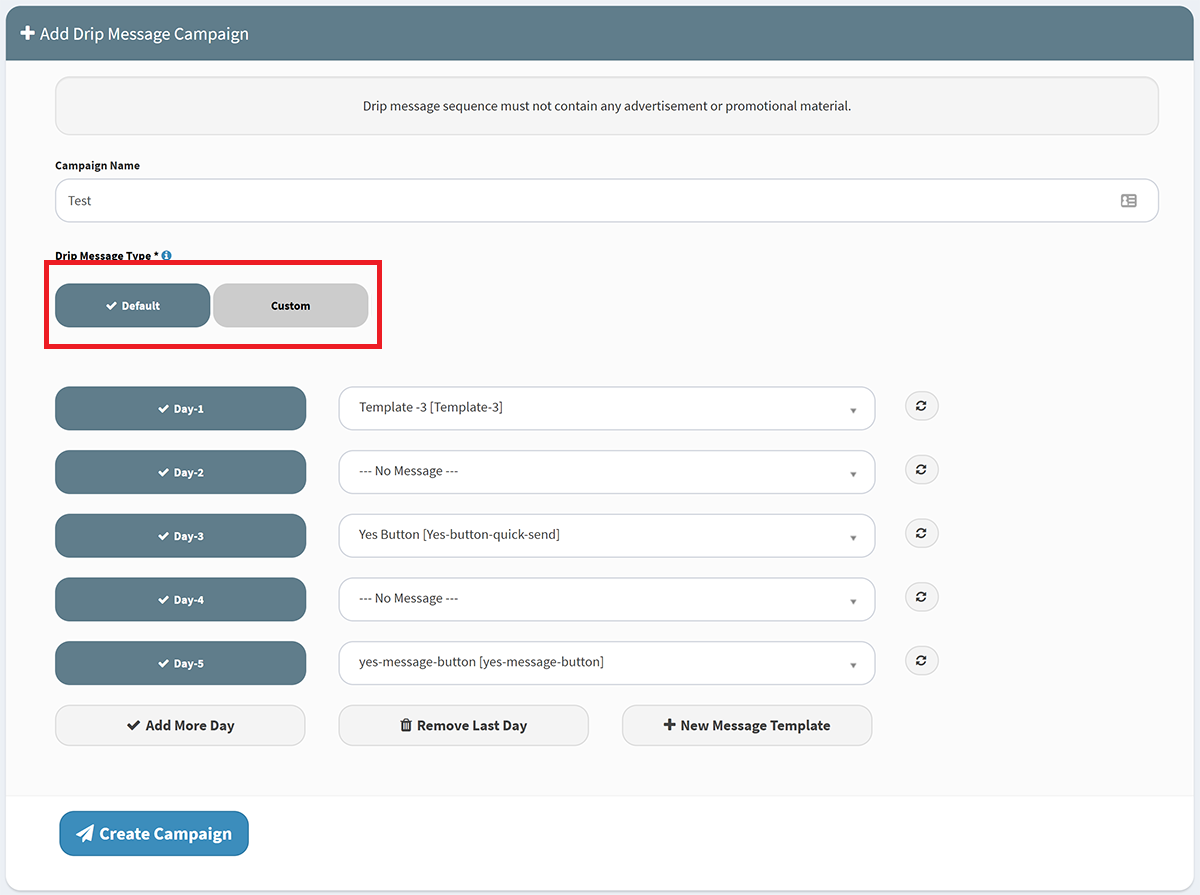 Add Drip Message Campaign
Drip message sequence must not contain any advertisement or promotional material.
Campaign Name
Test
Drip Message Type *
Default Custom
Day-1 Template -3 [Template-3]
Day-2 --- No Message ---
Day-3 Yes Button [Yes-button-quick-send]
Day-4 --- No Message ---
Day-5 yes-message-button [yes-message-button]
Add More Day Remove Last Day New Message Template
Create Campaign